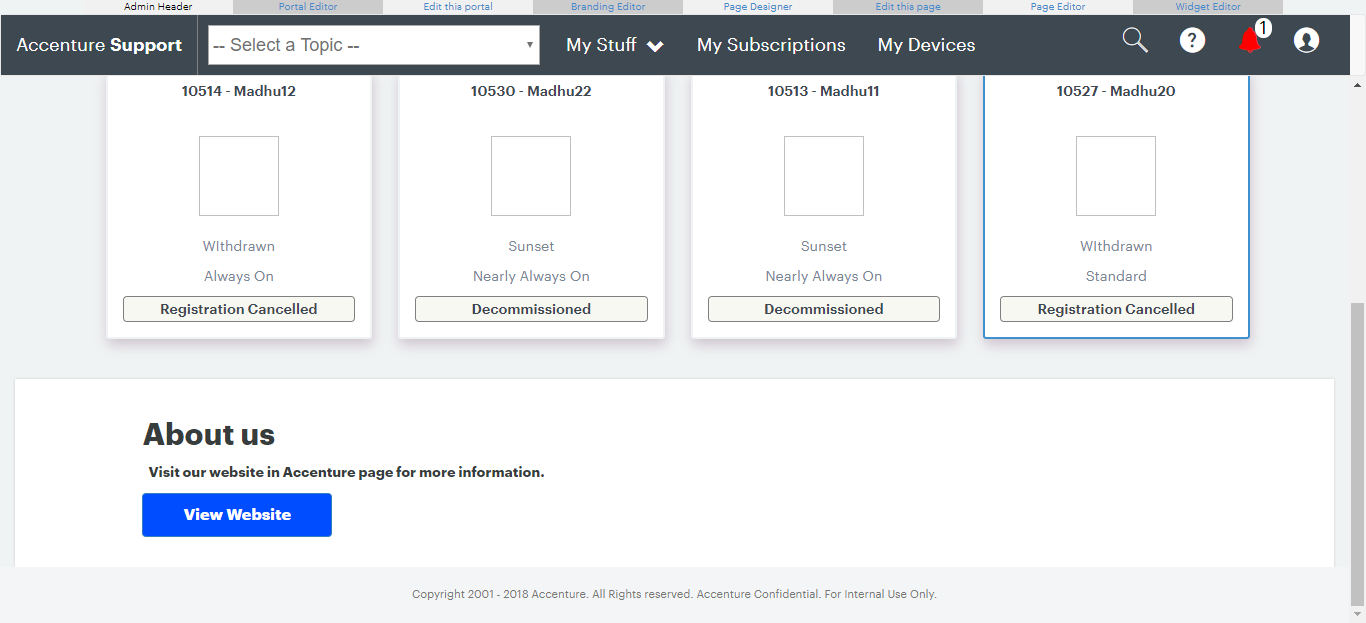 Admin Header Portal Editor Edit this portal Branding Editor Page Designer Edit this page Page Editor Widget Editor
Accenture Support -- Select a Topic -- My Stuff My Subscriptions My Devices ? 1
10514 - Madhu12 10530 - Madhu22 10513 - Madhu11 10527 - Madhu20
WIthdrawn Sunset Sunset WIthdrawn
Always On Nearly Always On Nearly Always On Standard
Registration Cancelled Decommissioned Decommissioned Registration Cancelled
About us
Visit our website in Accenture page for more information.
View Website
Copyright 2001 - 2018 Accenture. All Rights reserved. Accenture Confidential. For Internal Use Only.